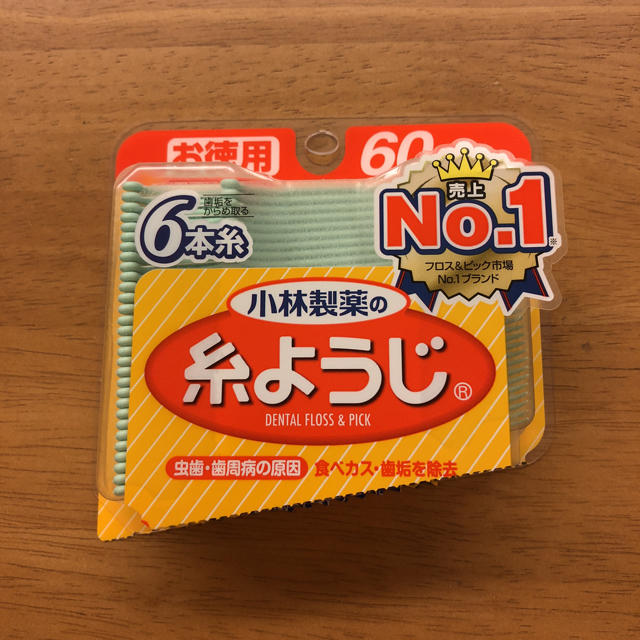 お徳用
60
歯垢を
からめ取る
6本糸
売上
No.1※
フロス&ピック市場
No.1ブランド
小林製薬の
糸ようじ®
DENTAL FLOSS & PICK
虫歯・歯周病の原因 食べカス・歯垢を除去